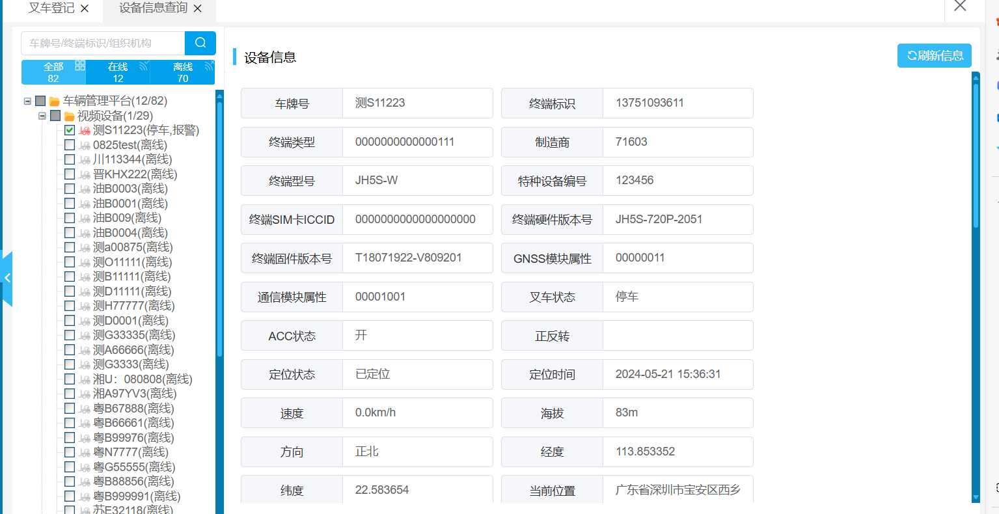 叉车登记
设备信息查询
车牌号/终端标识/组织机构
全部
82
在线
12
离线
70
车辆管理平台(12/82)
视频设备(1/29)
测S11223(停车,报警)
0825test(离线)
川113344(离线)
晋KHX222(离线)
油B0003(离线)
油B0001(离线)
油B009(离线)
油B0004(离线)
测a00875(离线)
测O11111(离线)
测B11111(离线)
测D11111(离线)
测H77777(离线)
测D0001(离线)
测G33335(离线)
测A66666(离线)
测G3333(离线)
湘U：080808(离线)
湘A97YV3(离线)
粤B67888(离线)
粤B66661(离线)
粤B99976(离线)
粤N7777(离线)
粤G55555(离线)
粤B88856(离线)
粤B999991(离线)
苏E32118(离线)
设备信息
刷新信息
车牌号 测S11223 终端标识 13751093611
终端类型 0000000000000111 制造商 71603
终端型号 JH5S-W 特种设备编号 123456
终端SIM卡ICCID 00000000000000000000 终端硬件版本号 JH5S-720P-2051
终端固件版本号 T18071922-V809201 GNSS模块属性 00000011
通信模块属性 00001001 叉车状态 停车
ACC状态 开 正反转
定位状态 已定位 定位时间 2024-05-21 15:36:31
速度 0.0km/h 海拔 83m
方向 正北 经度 113.853352
纬度 22.583654 当前位置 广东省深圳市宝安区西乡